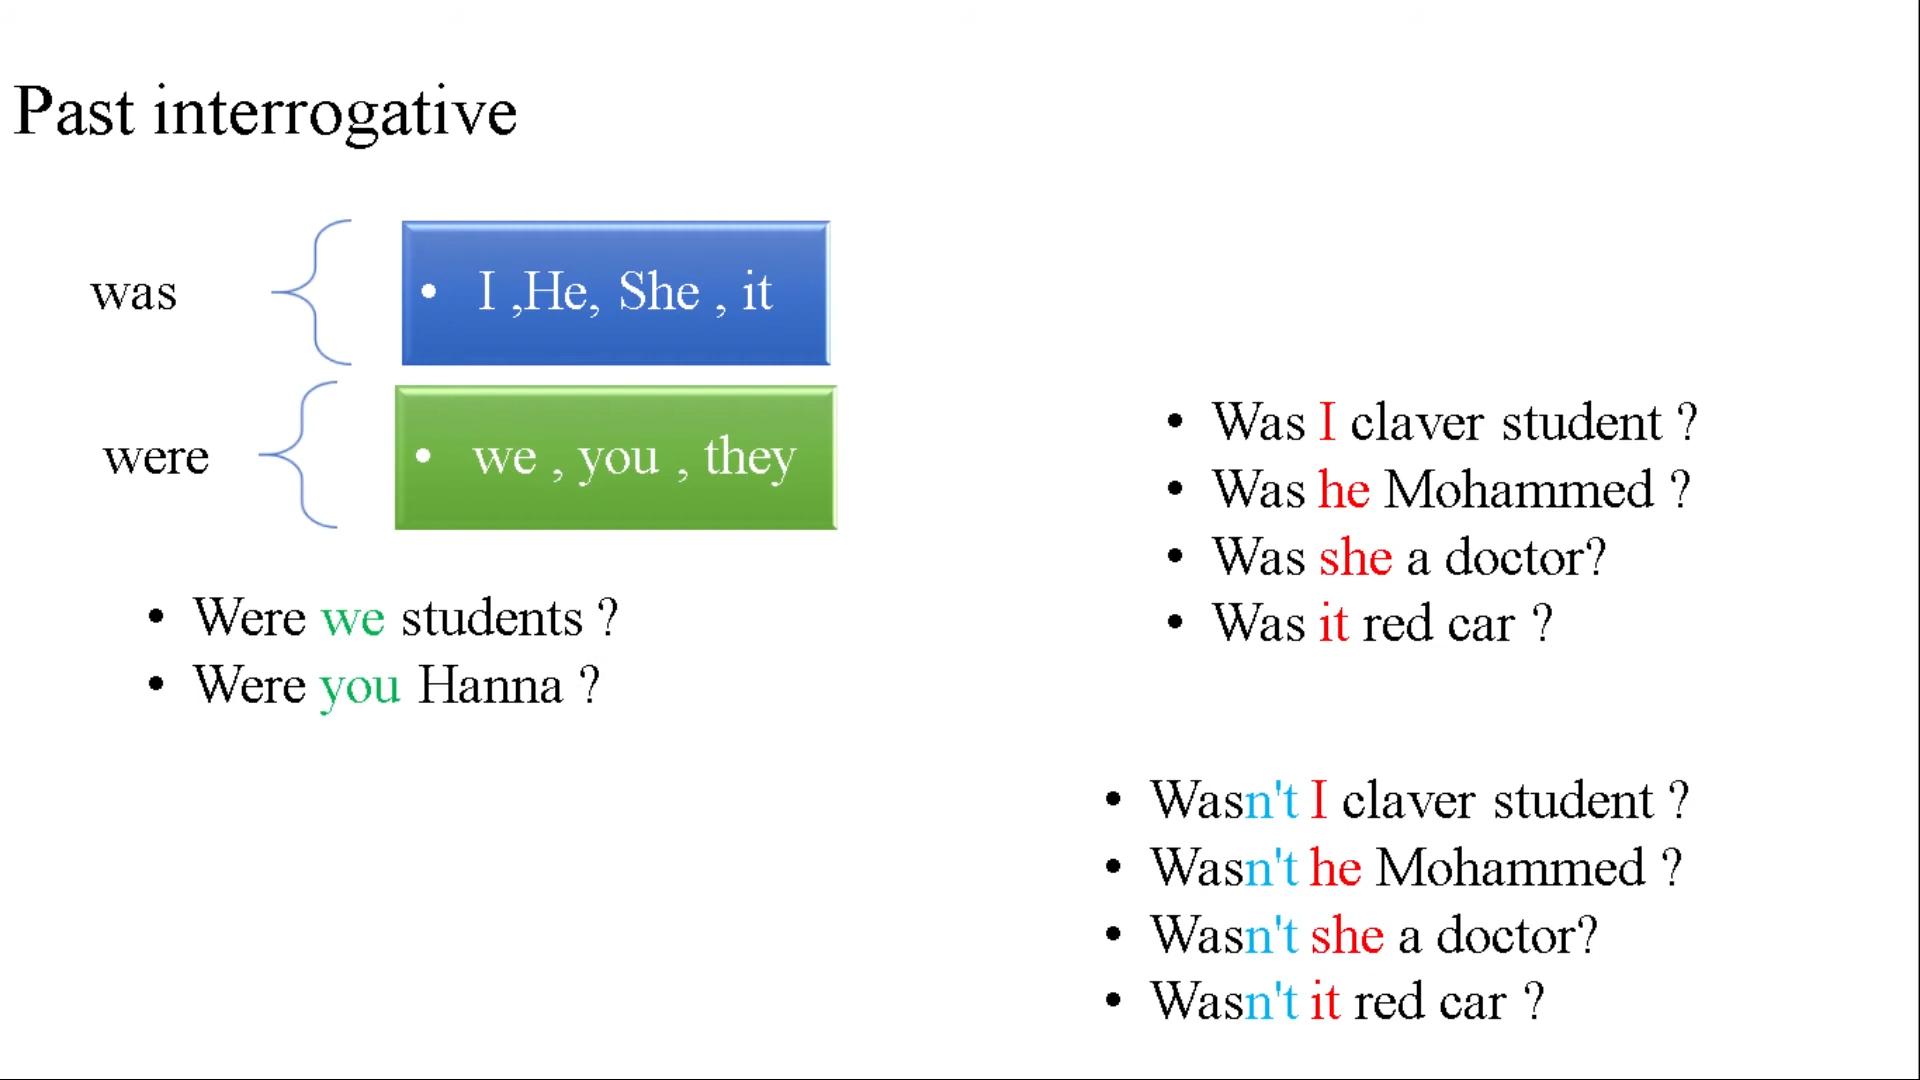 Past interrogative
was
• I ,He, She , it
were
• we , you , they
• Were we students ?
• Were you Hanna ?
• Was I claver student ?
• Was he Mohammed ?
• Was she a doctor?
• Was it red car ?
• Wasn't I claver student ?
• Wasn't he Mohammed ?
• Wasn't she a doctor?
• Wasn't it red car ?